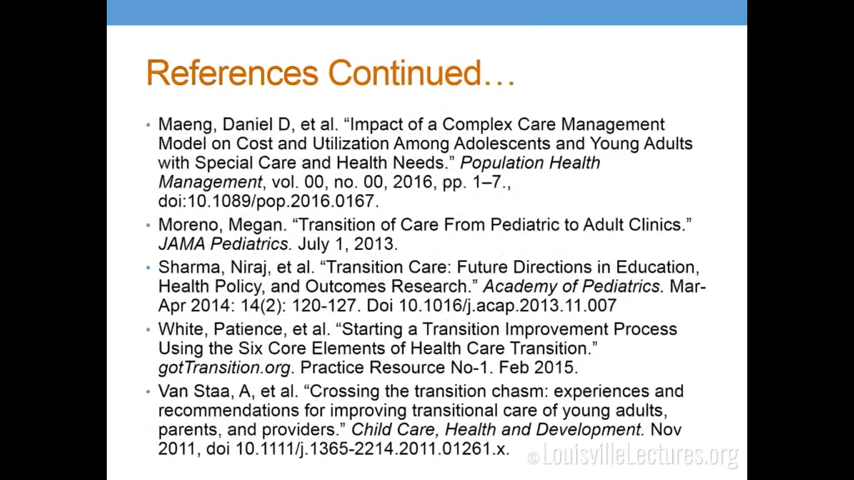 References Continued…
• Maeng, Daniel D, et al. “Impact of a Complex Care Management
Model on Cost and Utilization Among Adolescents and Young Adults
with Special Care and Health Needs.” Population Health
Management, vol. 00, no. 00, 2016, pp. 1–7.,
doi:10.1089/pop.2016.0167.
• Moreno, Megan. “Transition of Care From Pediatric to Adult Clinics.”
JAMA Pediatrics. July 1, 2013.
• Sharma, Niraj, et al. “Transition Care: Future Directions in Education,
Health Policy, and Outcomes Research.” Academy of Pediatrics. Mar-
Apr 2014: 14(2): 120-127. Doi 10.1016/j.acap.2013.11.007
• White, Patience, et al. “Starting a Transition Improvement Process
Using the Six Core Elements of Health Care Transition.”
gotTransition.org. Practice Resource No-1. Feb 2015.
• Van Staa, A, et al. “Crossing the transition chasm: experiences and
recommendations for improving transitional care of young adults,
parents, and providers.” Child Care, Health and Development. Nov
2011, doi 10.1111/j.1365-2214.2011.01261.x.
©LouisvilleLectures.org